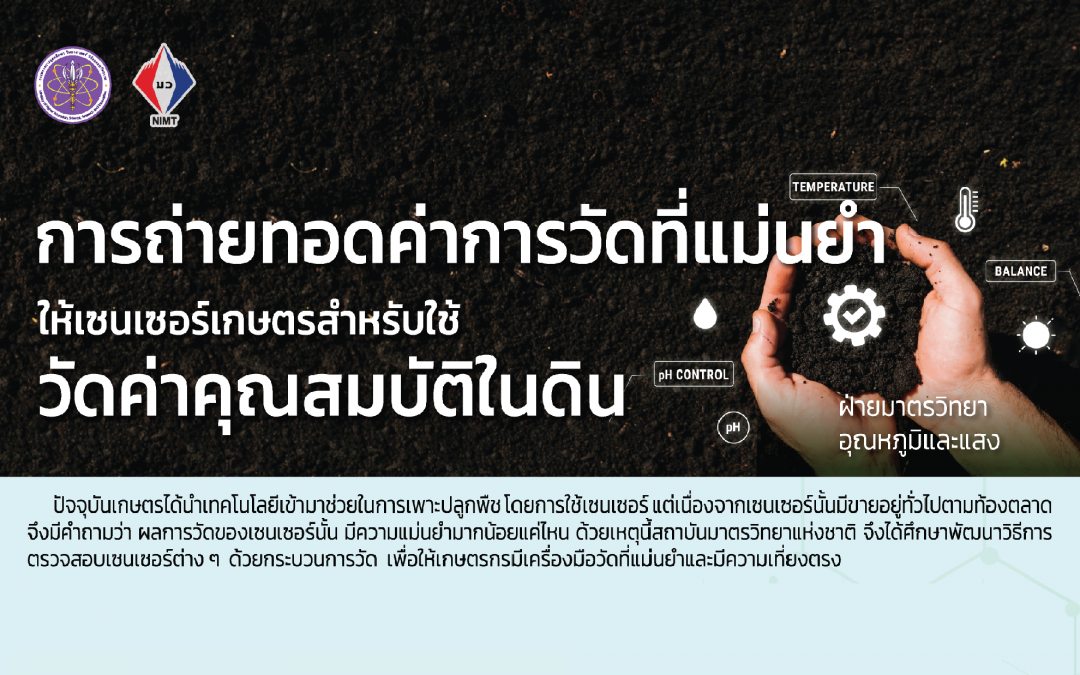 มว
NIMT
TEMPERATURE
การถ่ายทอดค่าการวัดที่แม่นยำ
BALANCE
ให้เซนเซอร์เกษตรสำหรับใช้
วัดค่าคุณสมบัติในดิน
pH CONTROL
pH
ฝ่ายมาตรวิทยา
อุณหภูมิและแสง
ปัจจุบันเกษตรได้นำเทคโนโลยีเข้ามาช่วยในการเพาะปลูกพืช โดยการใช้เซนเซอร์ แต่เนื่องจากเซนเซอร์นั้นมีขายอยู่ทั่วไปตามท้องตลาด
จึงมีคำถามว่า ผลการวัดของเซนเซอร์นั้น มีความแม่นยำมากน้อยแค่ไหน ด้วยเหตุนี้สถาบันมาตรวิทยาแห่งชาติ จึงได้ศึกษาพัฒนาวิธีการ
ตรวจสอบเซนเซอร์ต่าง ๆ ด้วยกระบวนการวัด เพื่อให้เกษตรกรมีเครื่องมือวัดที่แม่นยำและมีความเที่ยงตรง